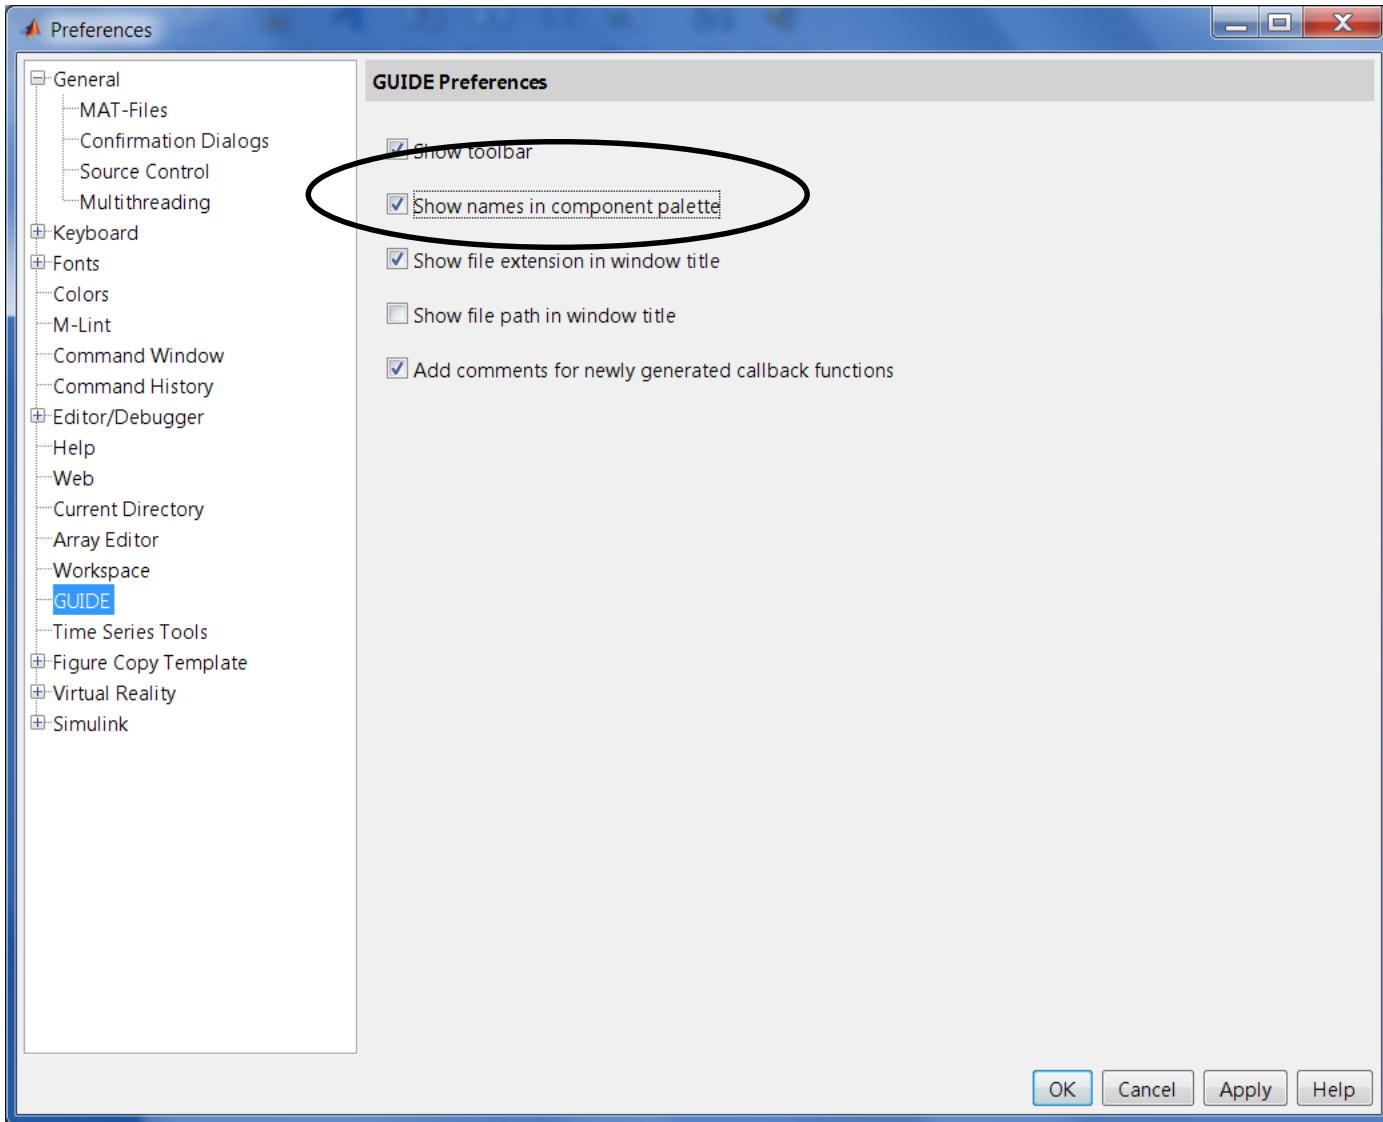 Preferences
General
MAT-Files
Confirmation Dialogs
Source Control
Multithreading
Keyboard
Fonts
Colors
M-Lint
Command Window
Command History
Editor/Debugger
Help
Web
Current Directory
Array Editor
Workspace
GUIDE
Time Series Tools
Figure Copy Template
Virtual Reality
Simulink
GUIDE Preferences
Show toolbar
Show names in component palette
Show file extension in window title
Show file path in window title
Add comments for newly generated callback functions
OK Cancel Apply Help